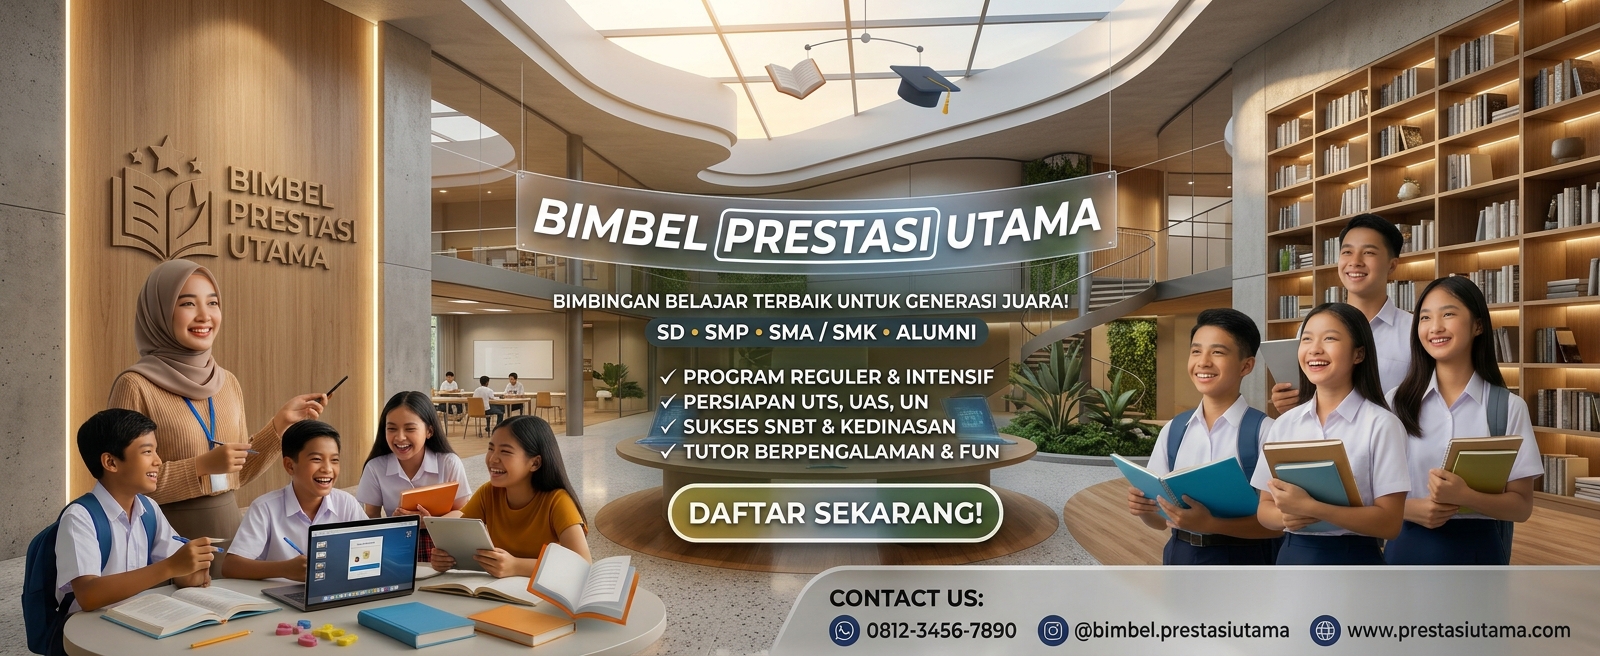 BIMBEL
PRESTASI
UTAMA
BIMBEL PRESTASI UTAMA
BIMBINGAN BELAJAR TERBAIK UNTUK GENERASI JUARA!
SD • SMP • SMA / SMK • ALUMNI
✓ PROGRAM REGULER & INTENSIF
✓ PERSIAPAN UTS, UAS, UN
✓ SUKSES SNBT & KEDINASAN
✓ TUTOR BERPENGALAMAN & FUN
DAFTAR SEKARANG!
CONTACT US:
0812-3456-7890 @bimbel.prestasiutama www.prestasiutama.com